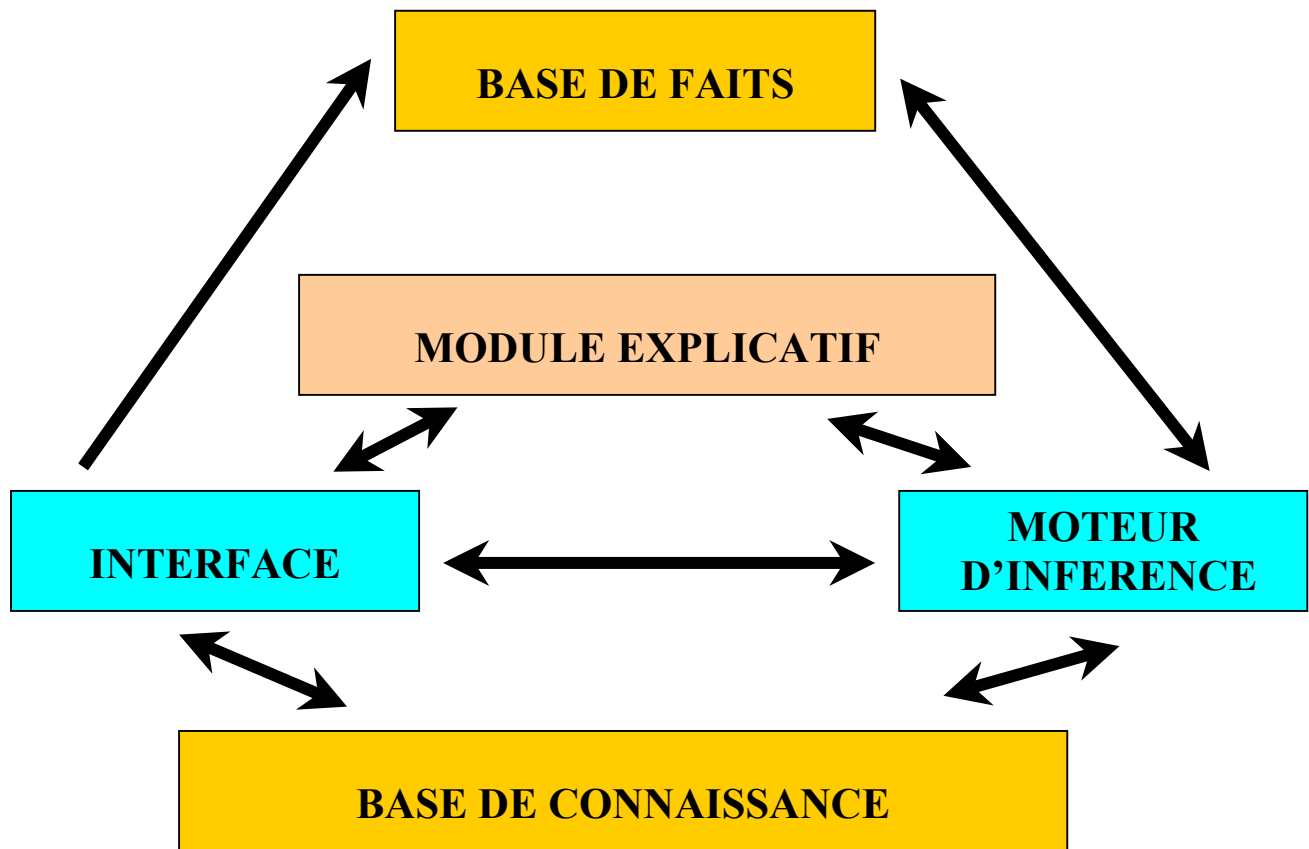 BASE DE FAITS
MODULE EXPLICATIF
INTERFACE
MOTEUR
D’INFERENCE
BASE DE CONNAISSANCE